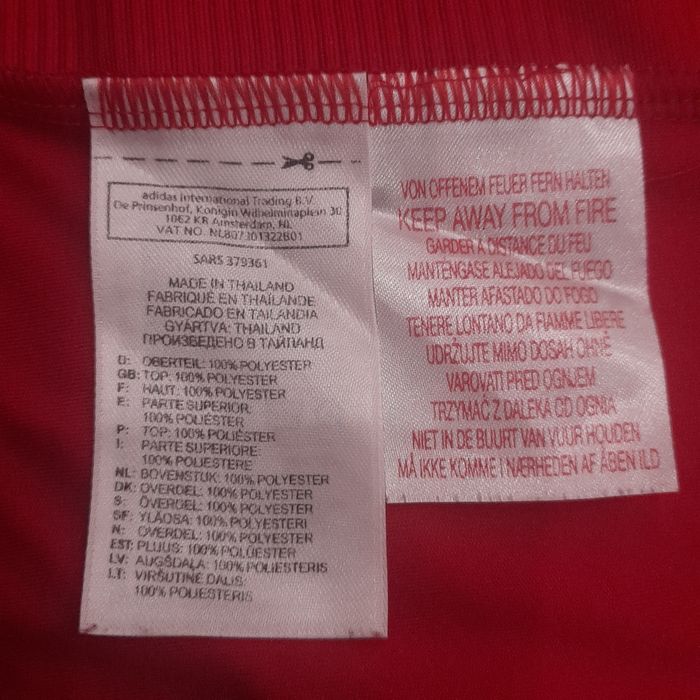 adidas International Trading B.V.
De Prinsenhof, Konigin Wilhelminaplein 30
1062 KR Amsterdam, NL
VAT NO.
SARS 379361
MADE IN THAILAND
FABRIQUÉ EN THAÏLANDE
FABRICADO EN TAILANDIA
GYÁRTVA: THAILAND
ПРОИЗВЕДЕНО В ТАЙЛАНД
D: OBERTEIL: 100% POLYESTER
GB: TOP: 100% POLYESTER
F: HAUT: 100% POLYESTER
E: PARTE SUPERIOR:
100% POLIÉSTER
P: TOP: 100% POLIÉSTER
I: PARTE SUPERIORE:
100% POLIESTERE
NL: BOVENSTUK: 100% POLYESTER
DK: OVERDEL: 100% POLYESTER
S: ÖVERGEL: 100% POLYESTER
SF: YLÄOSA: 100% POLYESTERI
N: OVERDEL: 100% POLYESTER
EST: PLUUS: 100% POLÜESTER
LV: AUGŠDAĻA: 100% POLIESTERIS
LT: VIRŠUTINĖ DALIS
100% POLIESTERIS
VON OFFENEM FEUER FERN HALTEN
KEEP AWAY FROM FIRE
GARDER A DISTANCE DU FEU
MANTENGASE ALEJADO DEL FUEGO
MANTER AFASTADO DO FOGO
TENERE LONTANO DA FIAMME LIBERE
UDRŽUJTE MIMO DOSAH OHNĚ
VAROVATI PRED OGNJEM
TRZYMAĆ Z DALEKA OD OGNIA
NIET IN DE BUURT VAN VUUR HOUDEN
MÅ IKKE KOMME I NÆRHEDEN AF ÅBEN ILD